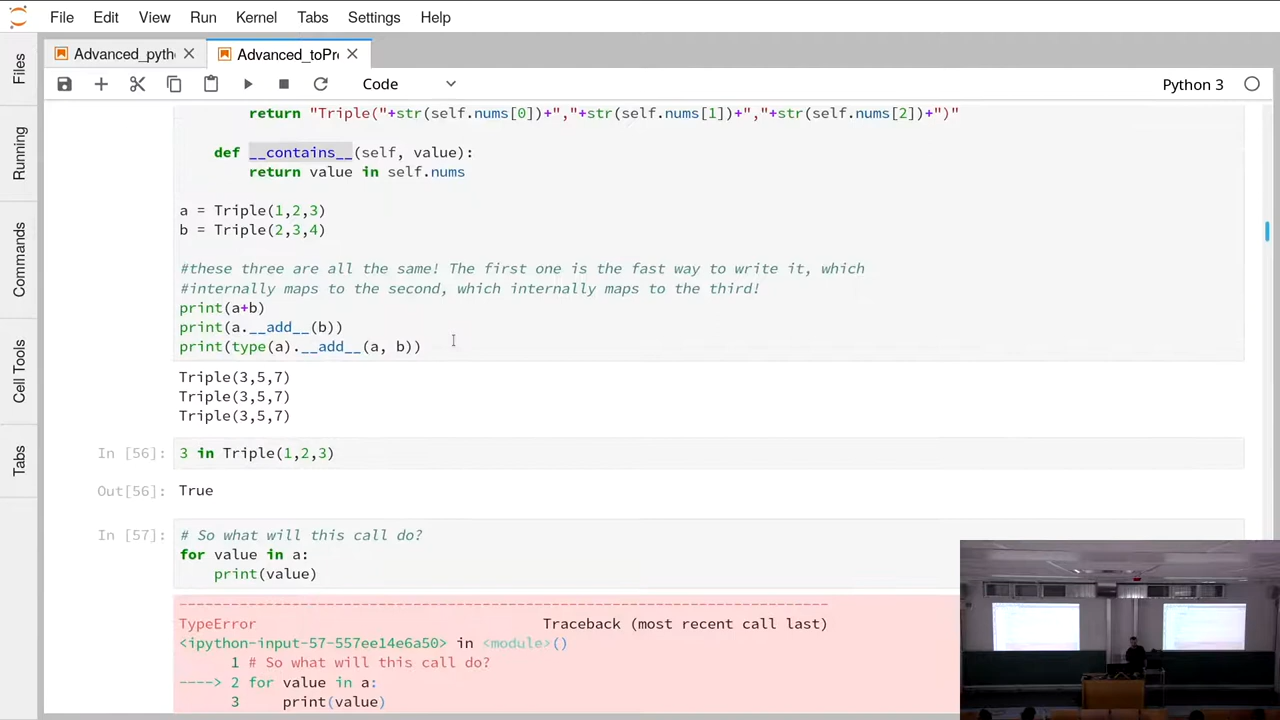 File Edit View Run Kernel Tabs Settings Help
Advanced_pyth
Advanced_toPr
Code
Python 3
Files
Running
Commands
Cell Tools
Tabs
return "Triple("+str(self.nums[0])+","+str(self.nums[1])+","+str(self.nums[2])+")"
def __contains__(self, value):
return value in self.nums
a = Triple(1,2,3)
b = Triple(2,3,4)
#these three are all the same! The first one is the fast way to write it, which
#internally maps to the second, which internally maps to the third!
print(a+b)
print(a.__add__(b))
print(type(a).__add__(a, b))
Triple(3,5,7)
Triple(3,5,7)
Triple(3,5,7)
In [56]: 3 in Triple(1,2,3)
Out[56]: True
In [57]: # So what will this call do?
for value in a:
print(value)
---------------------------------------------------------------------------
TypeError Traceback (most recent call last)
<ipython-input-57-557ee14e6a50> in <module>()
1 # So what will this call do?
----> 2 for value in a:
3 print(value)